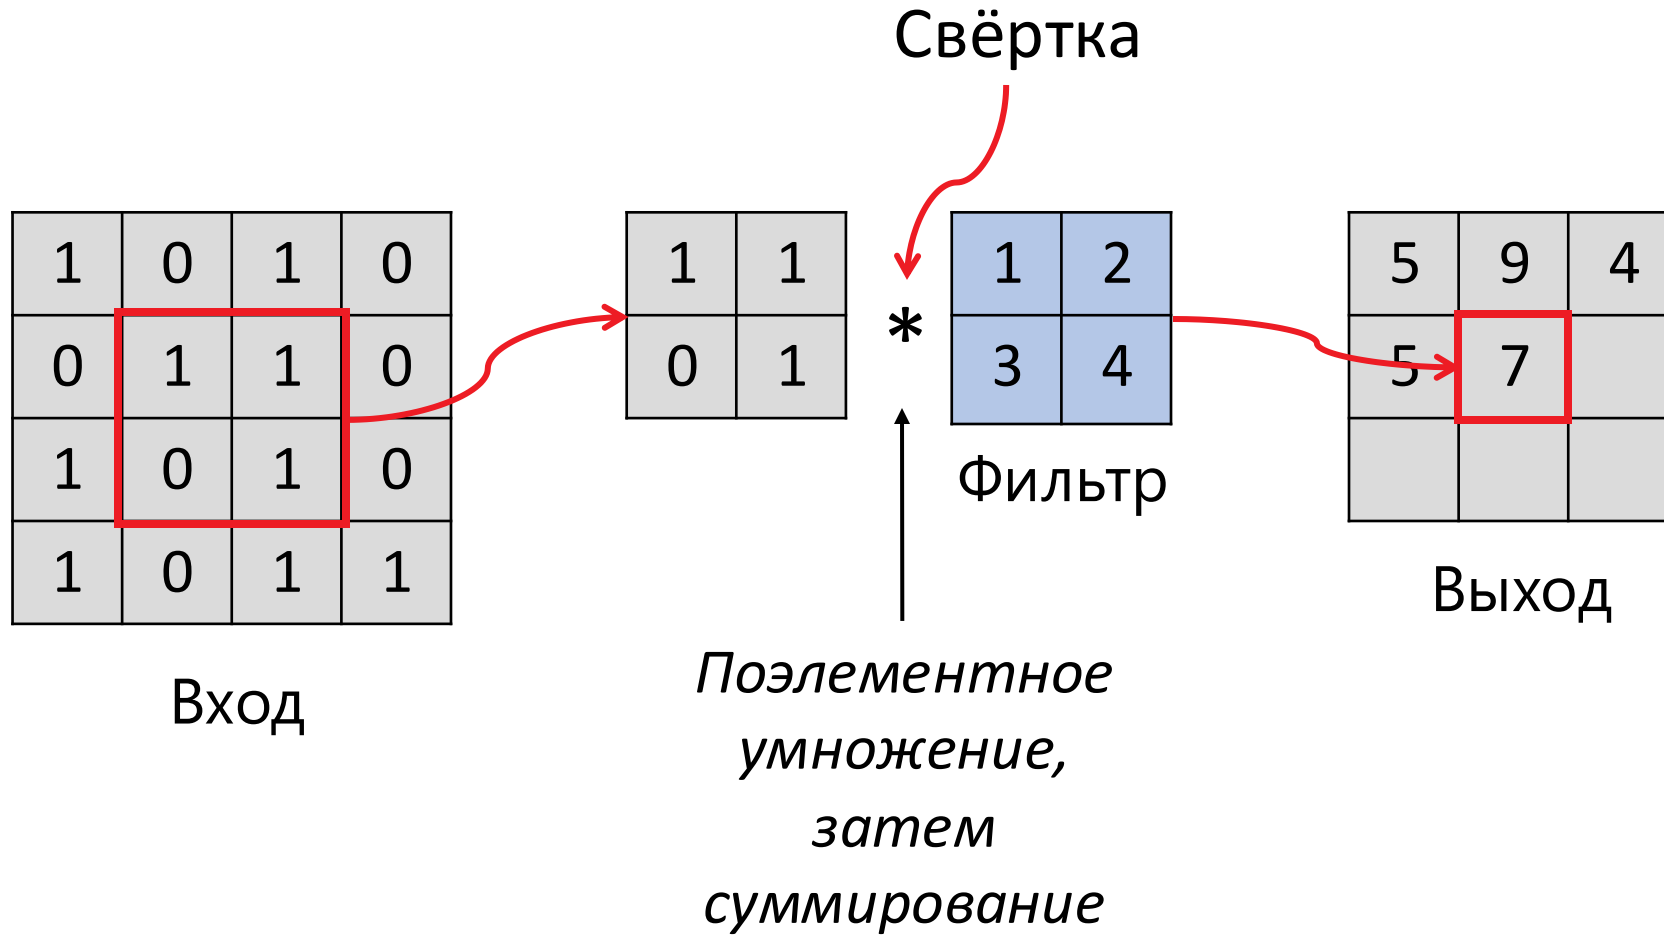 Свёртка
1 0 1 0
0 1 1 0
1 0 1 0
1 0 1 1
Вход
1 1
0 1
*
1 2
3 4
Фильтр
5 9 4
5 7
Выход
Поэлементное
умножение,
затем
суммирование